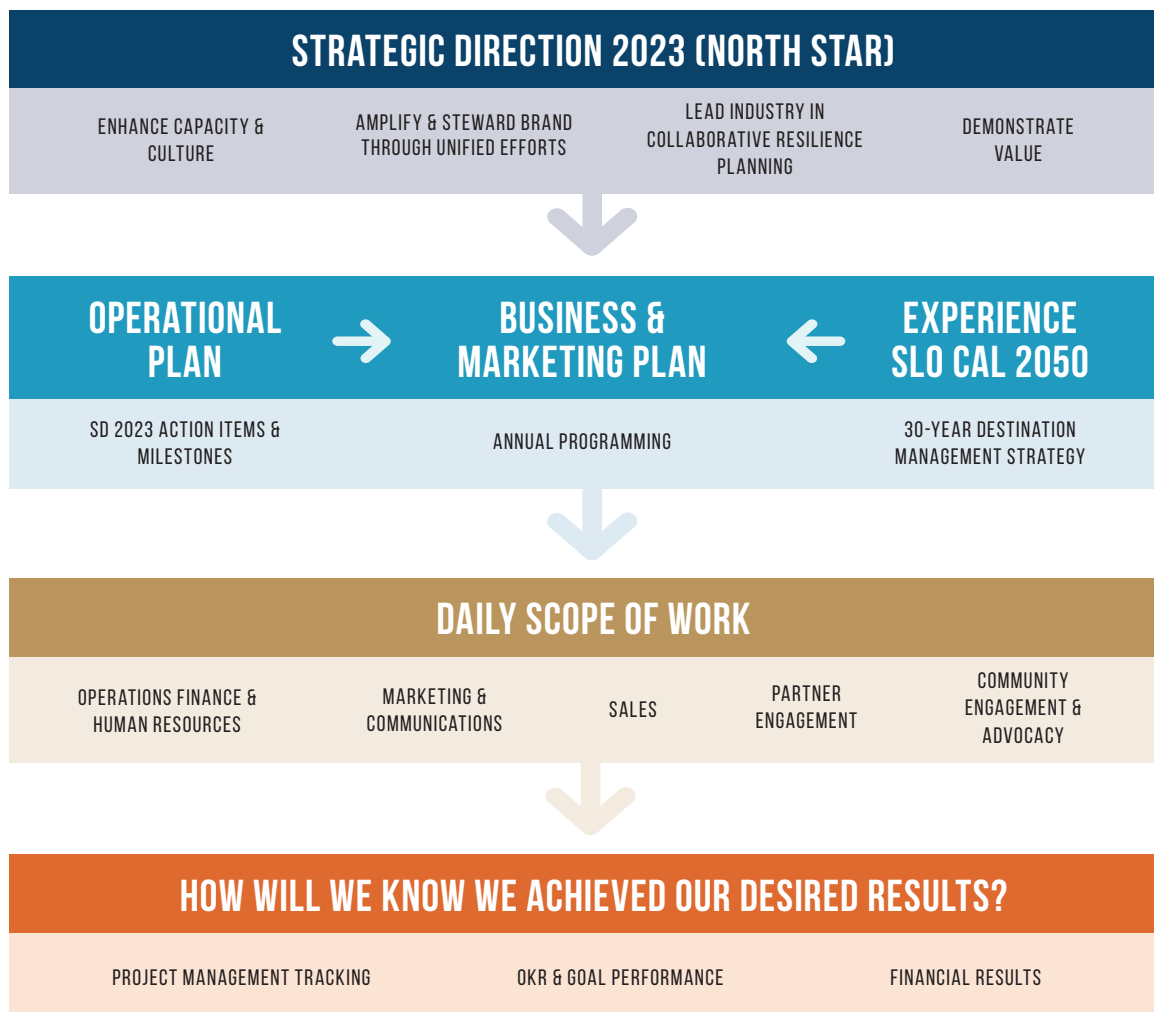 STRATEGIC DIRECTION 2023 (NORTH STAR)
ENHANCE CAPACITY &
CULTURE
AMPLIFY & STEWARD BRAND
THROUGH UNIFIED EFFORTS
LEAD INDUSTRY IN
COLLABORATIVE RESILIENCE
PLANNING
DEMONSTRATE
VALUE
OPERATIONAL
PLAN
BUSINESS &
MARKETING PLAN
EXPERIENCE
SLO CAL 2050
SD 2023 ACTION ITEMS &
MILESTONES
ANNUAL PROGRAMMING
30-YEAR DESTINATION
MANAGEMENT STRATEGY
DAILY SCOPE OF WORK
OPERATIONS FINANCE &
HUMAN RESOURCES
MARKETING &
COMMUNICATIONS
SALES
PARTNER
ENGAGEMENT
COMMUNITY
ENGAGEMENT &
ADVOCACY
HOW WILL WE KNOW WE ACHIEVED OUR DESIRED RESULTS?
PROJECT MANAGEMENT TRACKING
OKR & GOAL PERFORMANCE
FINANCIAL RESULTS